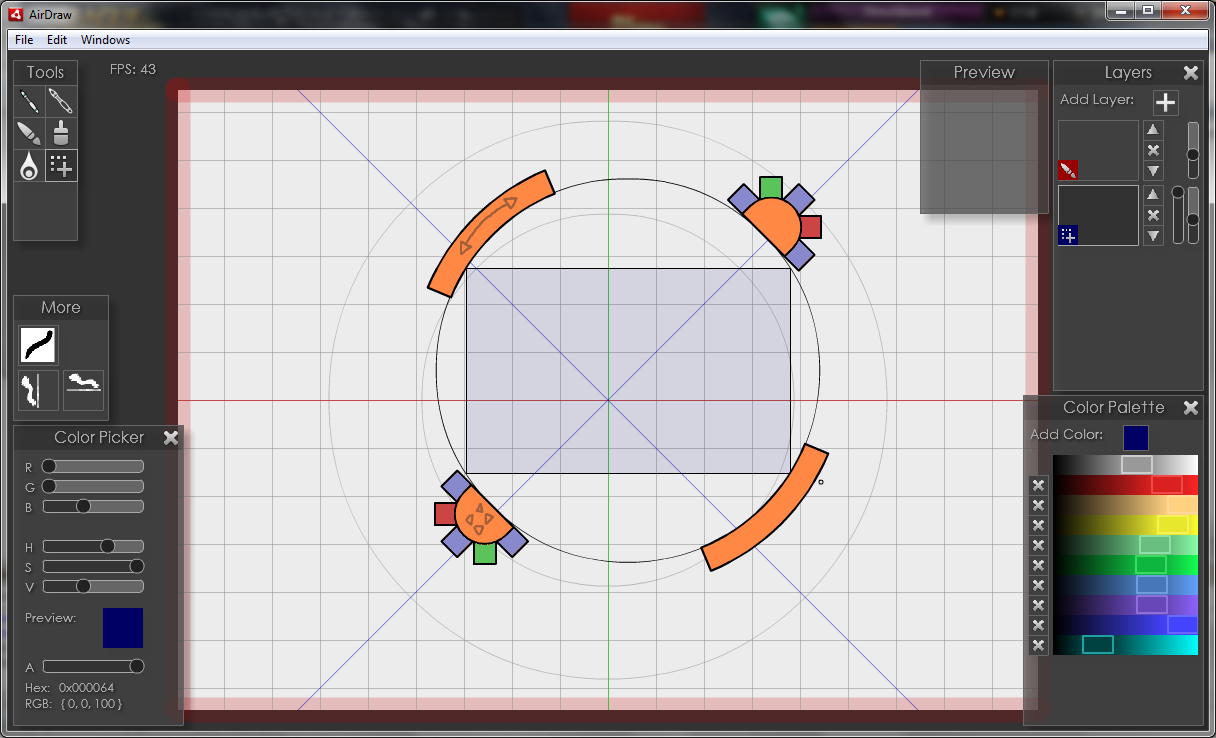 AirDraw
File Edit Windows
Tools
FPS: 43
Preview
Layers
Add Layer:
More
Color Picker
R
G
B
H
S
V
Preview:
A
Hex: 0x000064
RGB: { 0, 0, 100 }
Color Palette
Add Color: